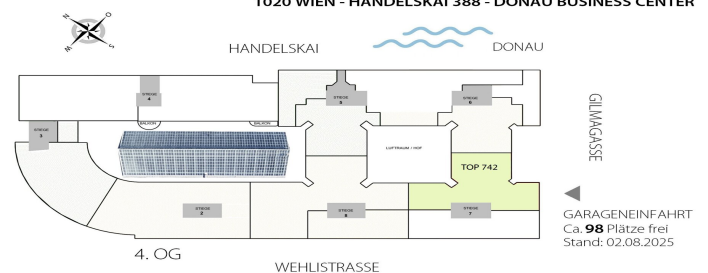 1020 WIEN - HANDELSKAI 388 - DONAU BUSINESS CENTER
N
O
W
S
HANDELSKAI
DONAU
STIEGE
4
STIEGE
5
STIEGE
6
BALKON
BALKON
STIEGE
3
LUFTRAUM / HOF
GILMAGASSE
TOP 742
STIEGE
2
STIEGE
STIEGE
7
GARAGENEINFAHRT
Ca. 98 Plätze frei
Stand: 02.08.2025
4. OG
WEHLISTRASSE